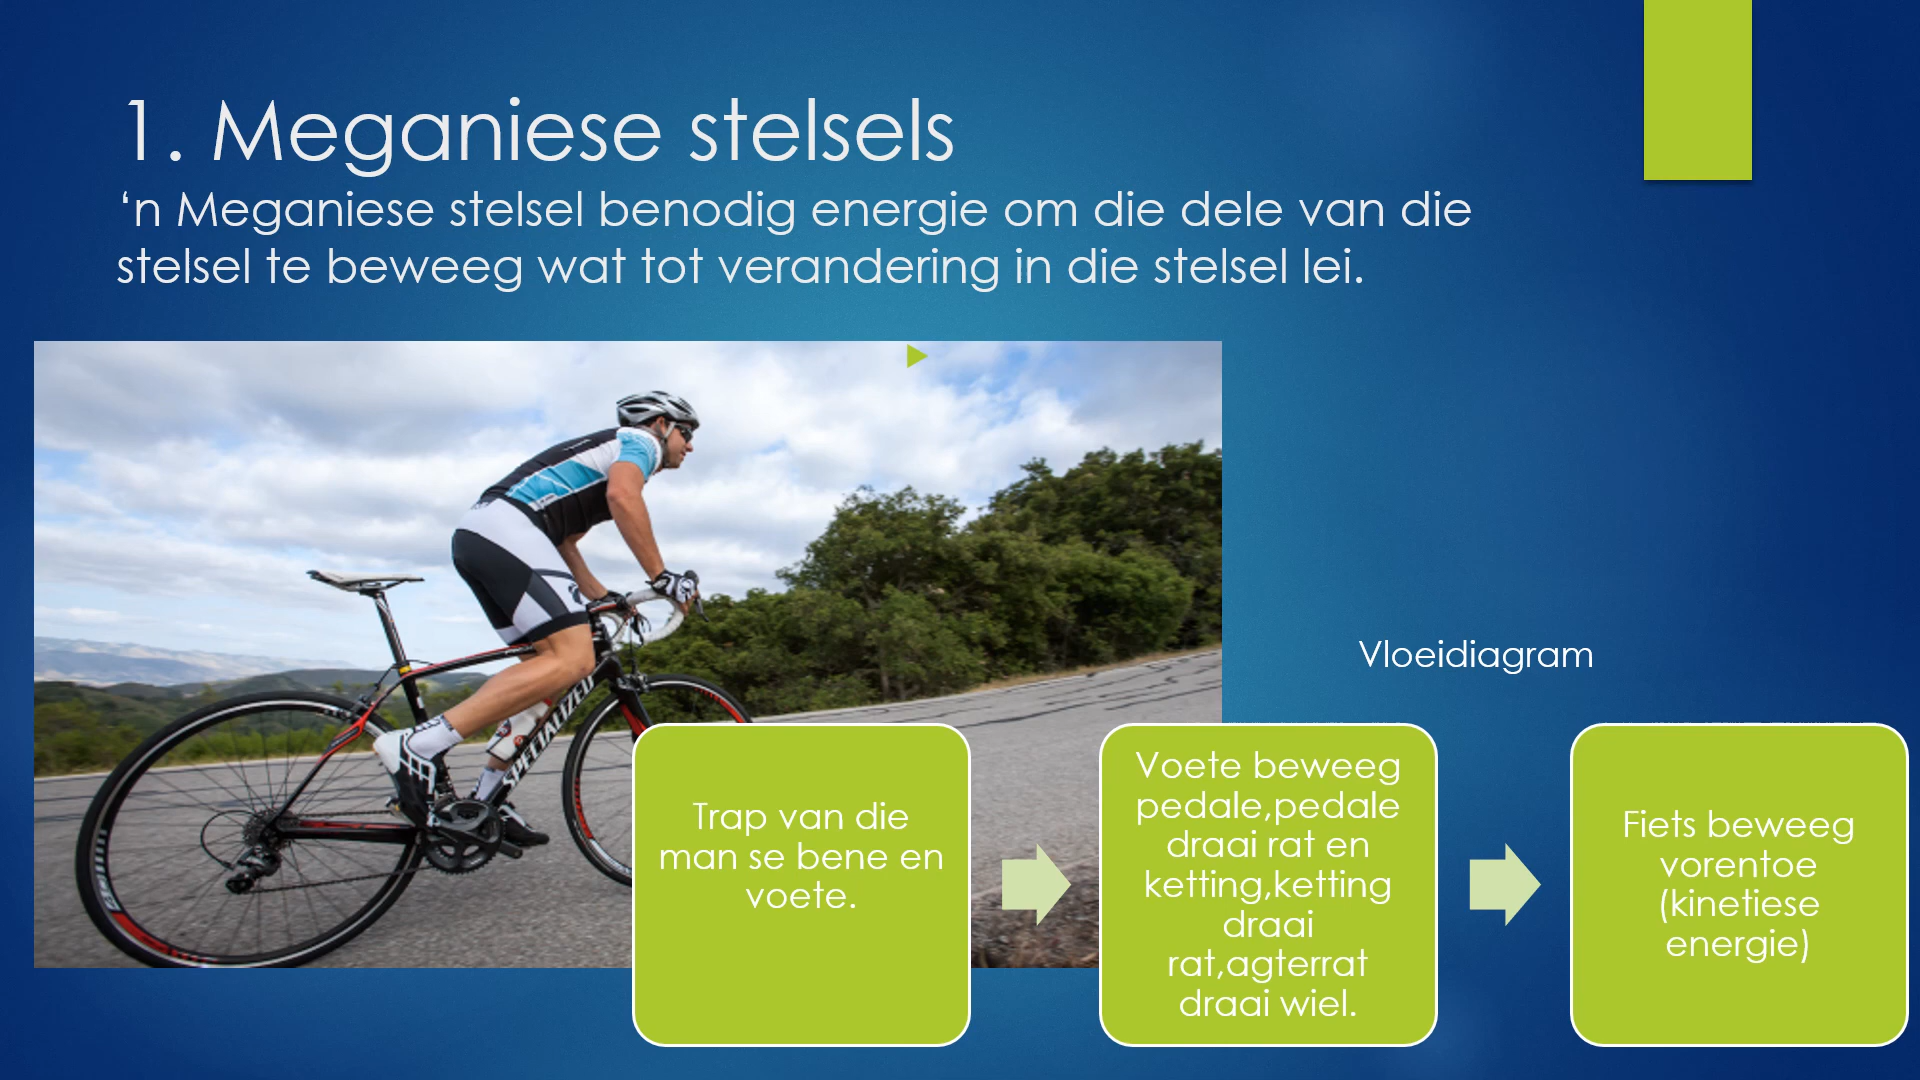 1. Meganiese stelsels
‘n Meganiese stelsel benodig energie om die dele van die
stelsel te beweeg wat tot verandering in die stelsel lei.
SPECIALIZED
Vloeidiagram
Trap van die
man se bene en
voete.
Voete beweeg
pedale,pedale
draai rat en
ketting,ketting
draai
rat,agterrat
draai wiel.
Fiets beweeg
vorentoe
(kinetiese
energie)